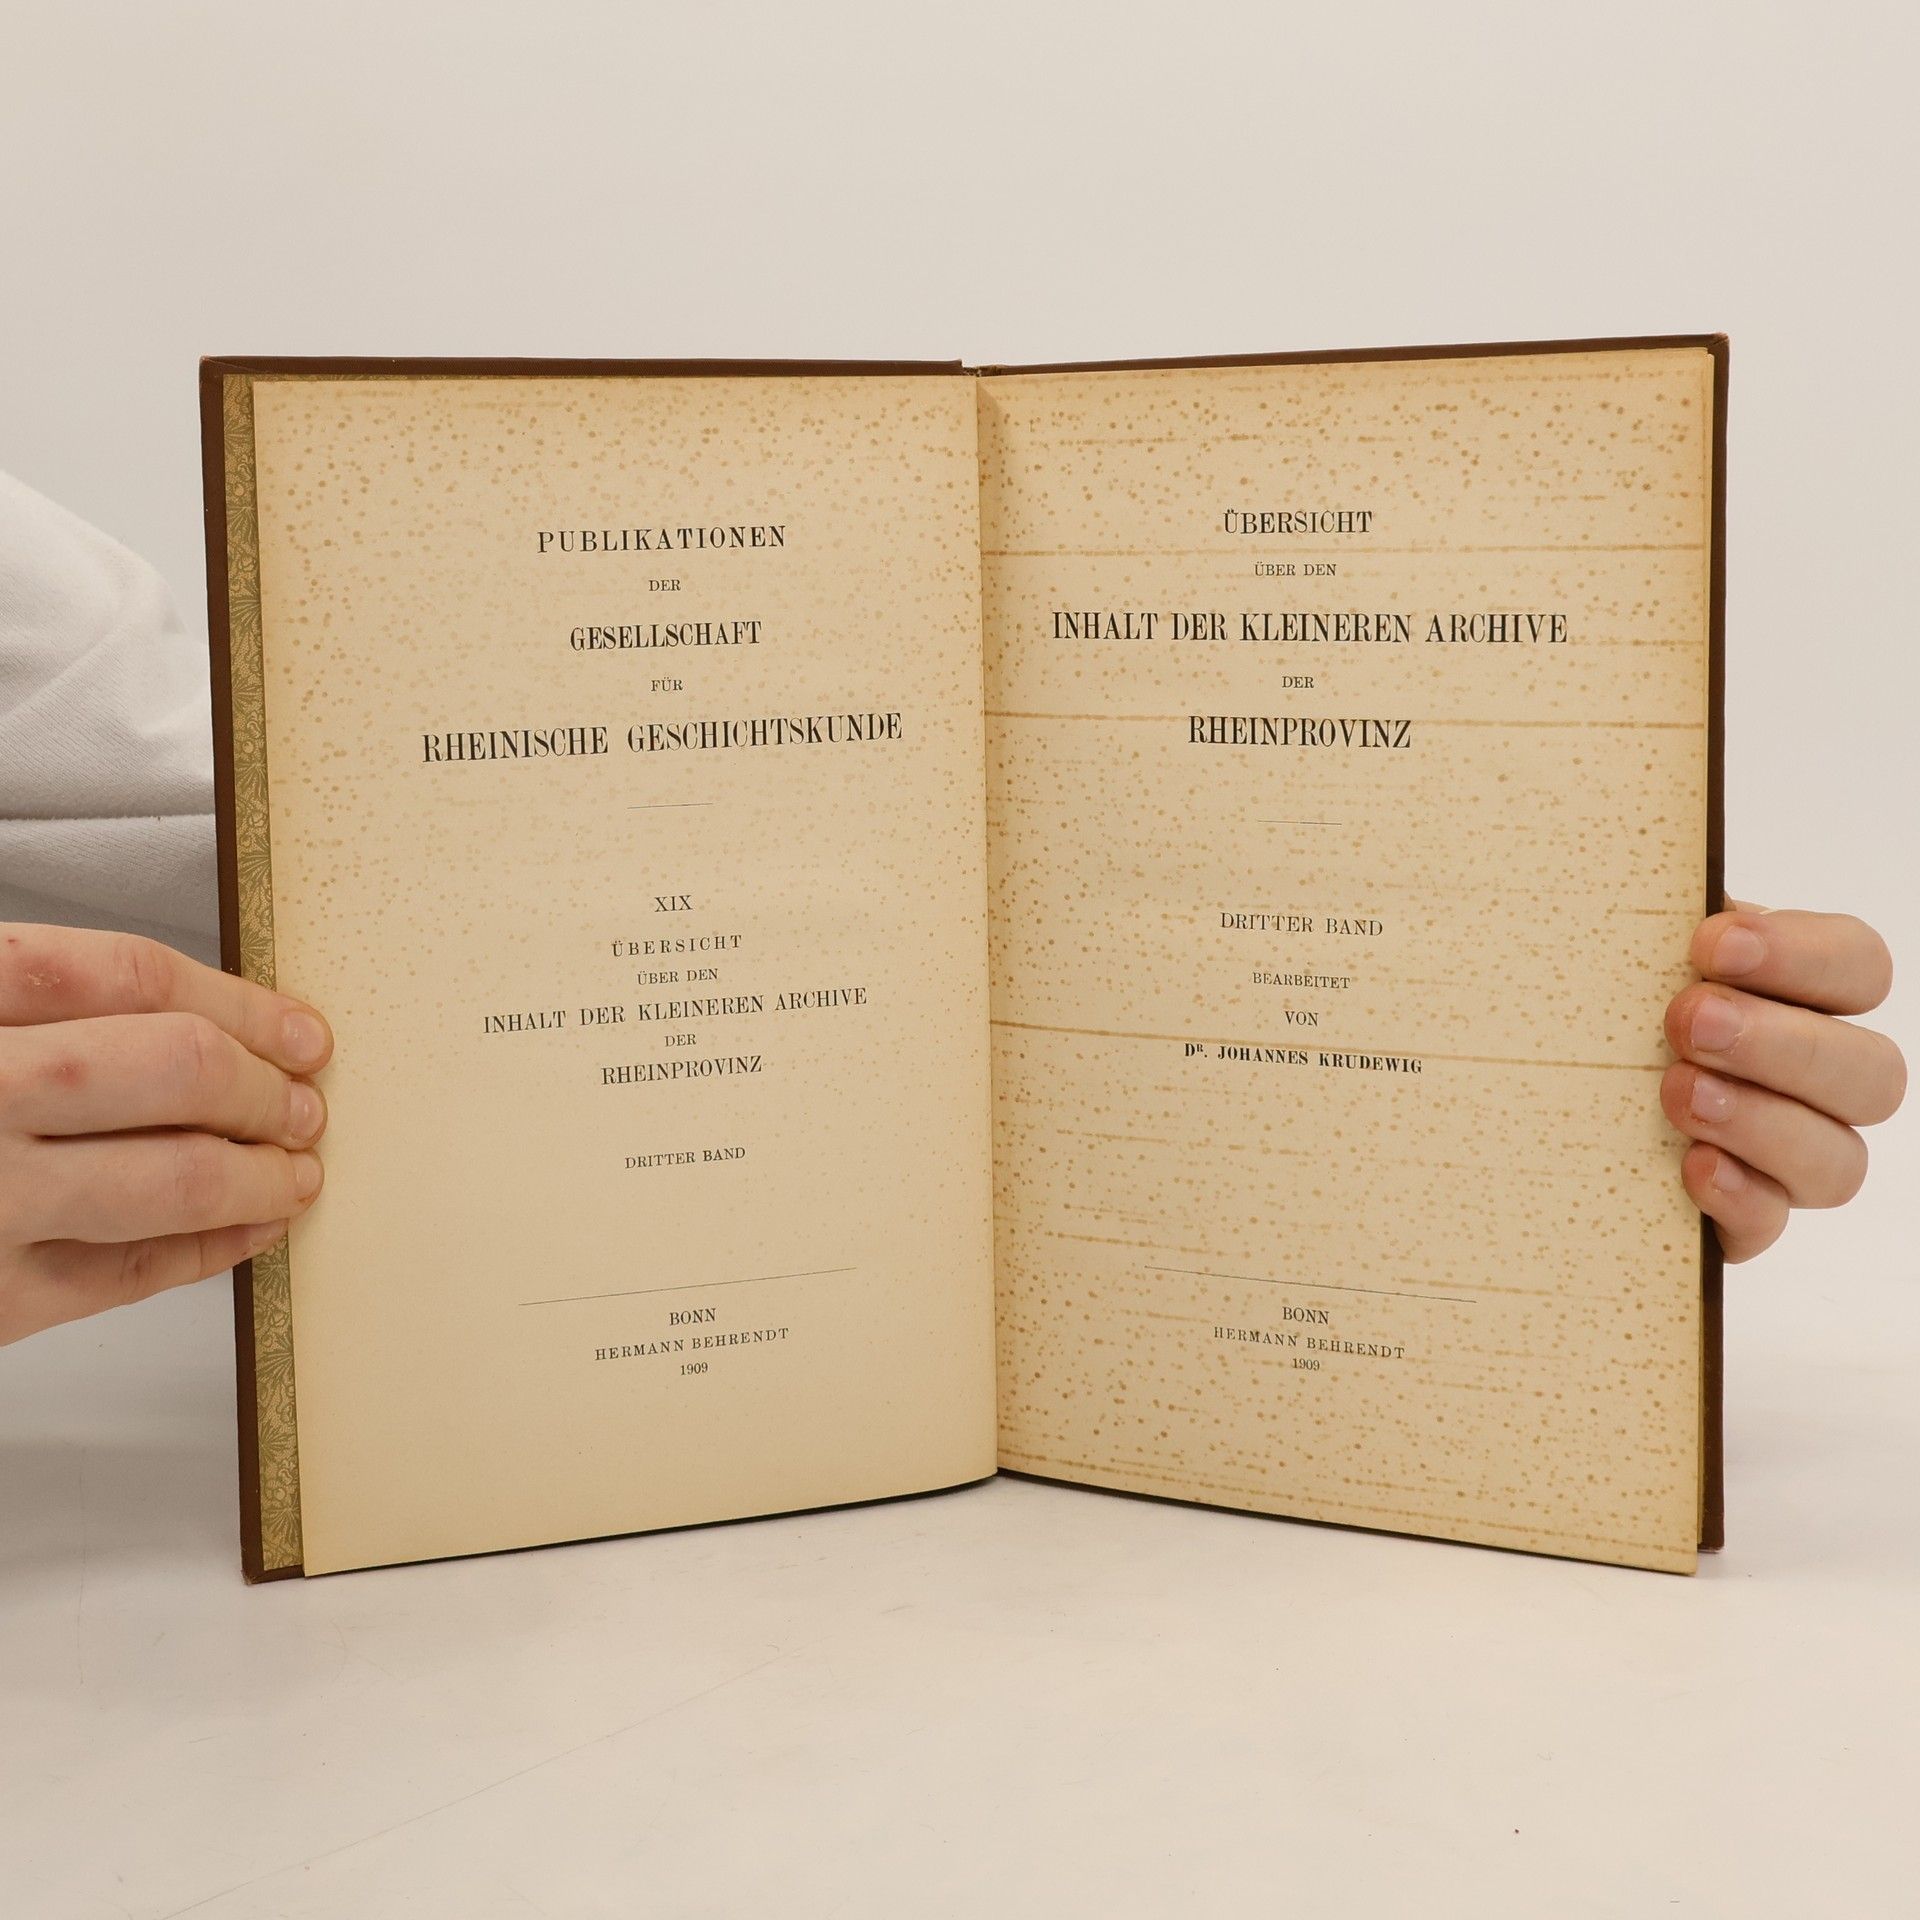 PUBLIKATIONEN
DER
GESELLSCHAFT
FÜR
RHEINISCHE GESCHICHTSKUNDE
XIX
ÜBERSICHT
ÜBER DEN
INHALT DER KLEINEREN ARCHIVE
DER
RHEINPROVINZ
DRITTER BAND
BONN
HERMANN BEHRENDT
1909
ÜBERSICHT
ÜBER DEN
INHALT DER KLEINEREN ARCHIVE
DER
RHEINPROVINZ
DRITTER BAND
BEARBEITET
VON
DR. JOHANNES KRUDEWIG
BONN
HERMANN BEHRENDT
1909